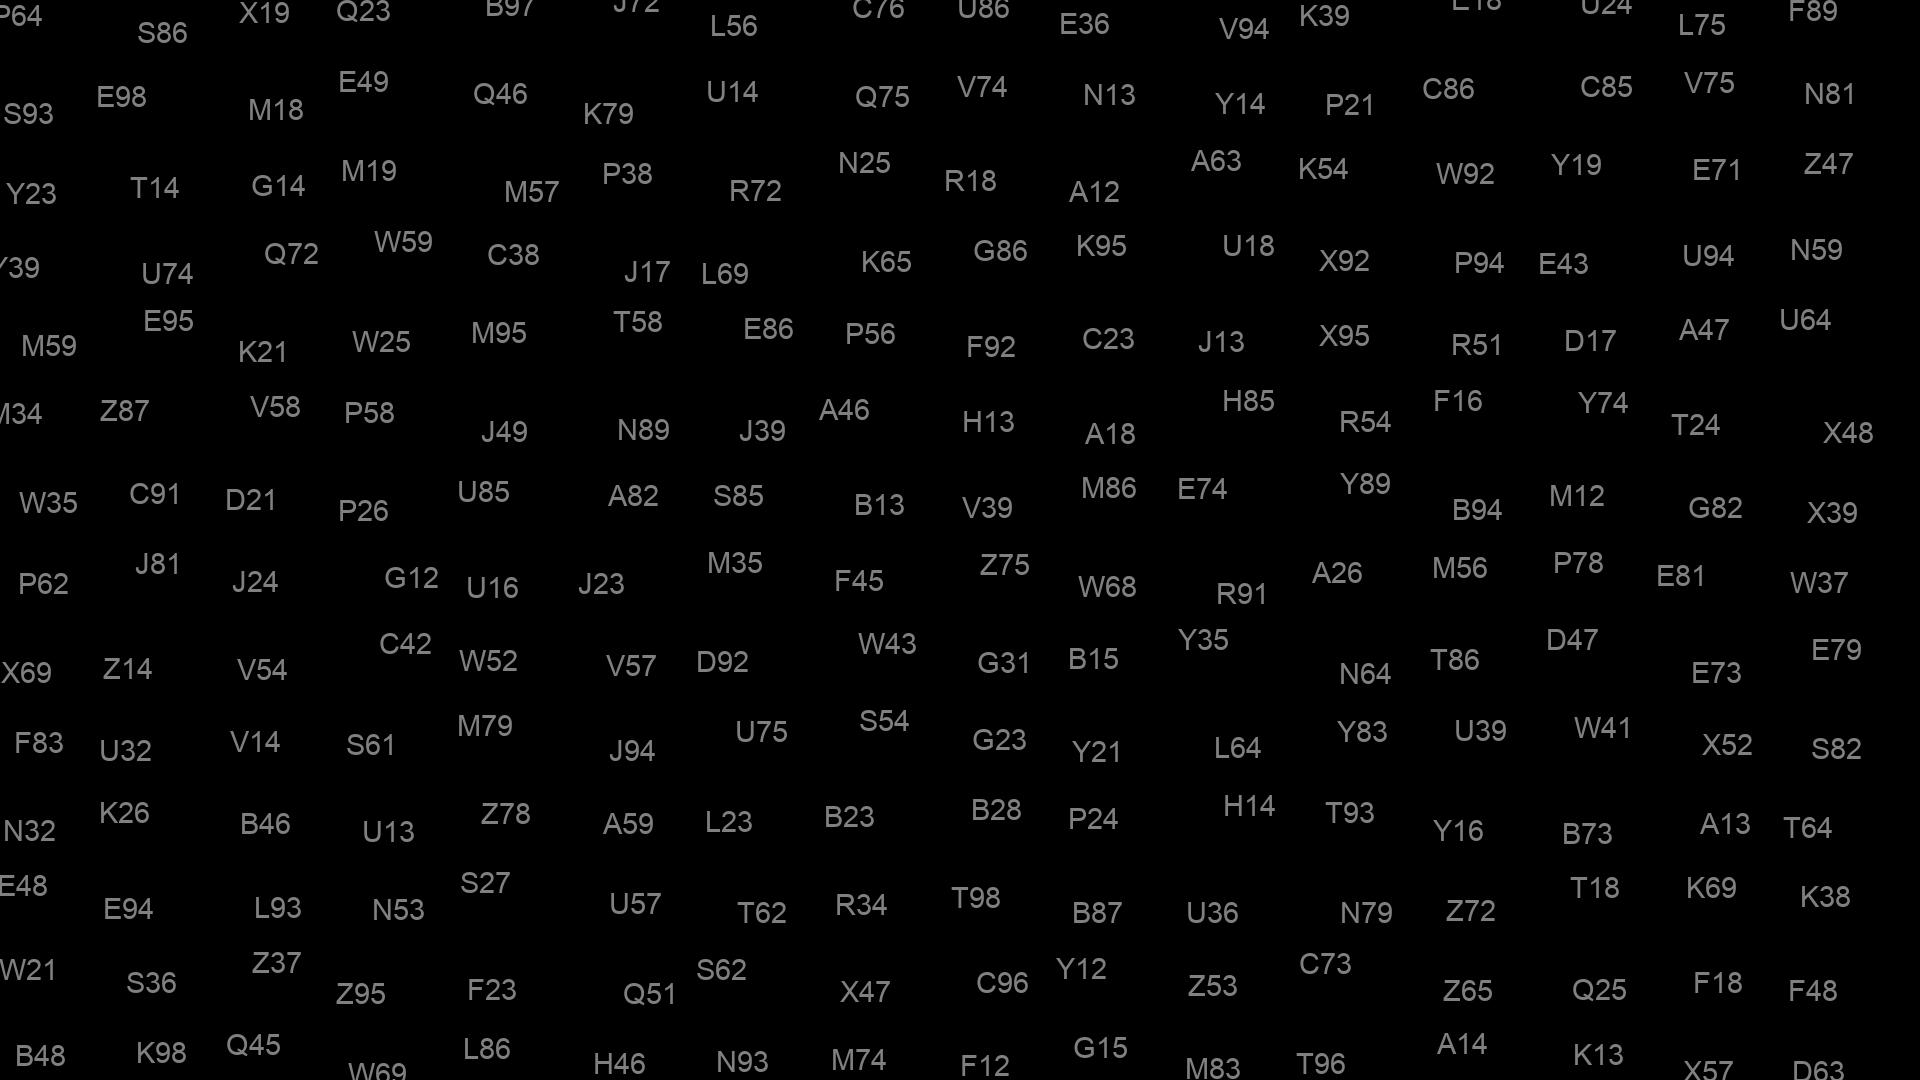 P64 S86 X19 Q23 B97 J72 L56 C76 U86 E36 V94 K39 E18 U24 L75 F89
S93 E98 M18 E49 Q46 K79 U14 Q75 V74 N13 Y14 P21 C86 C85 V75 N81
Y23 T14 G14 M19 M57 P38 R72 N25 R18 A12 A63 K54 W92 Y19 E71 Z47
Y39 U74 Q72 W59 C38 J17 L69 K65 G86 K95 U18 X92 P94 E43 U94 N59
M59 E95 K21 W25 M95 T58 E86 P56 F92 C23 J13 X95 R51 D17 A47 U64
M34 Z87 V58 P58 J49 N89 J39 A46 H13 A18 H85 R54 F16 Y74 T24 X48
W35 C91 D21 P26 U85 A82 S85 B13 V39 M86 E74 Y89 B94 M12 G82 X39
P62 J81 J24 G12 U16 J23 M35 F45 Z75 W68 R91 A26 M56 P78 E81 W37
X69 Z14 V54 C42 W52 V57 D92 W43 G31 B15 Y35 N64 T86 D47 E73 E79
F83 U32 V14 S61 M79 J94 U75 S54 G23 Y21 L64 Y83 U39 W41 X52 S82
N32 K26 B46 U13 Z78 A59 L23 B23 B28 P24 H14 T93 Y16 B73 A13 T64
E48 E94 L93 N53 S27 U57 T62 R34 T98 B87 U36 N79 Z72 T18 K69 K38
W21 S36 Z37 Z95 F23 Q51 S62 X47 C96 Y12 Z53 C73 Z65 Q25 F18 F48
B48 K98 Q45 W69 L86 H46 N93 M74 F12 G15 M83 T96 A14 K13 X57 D63